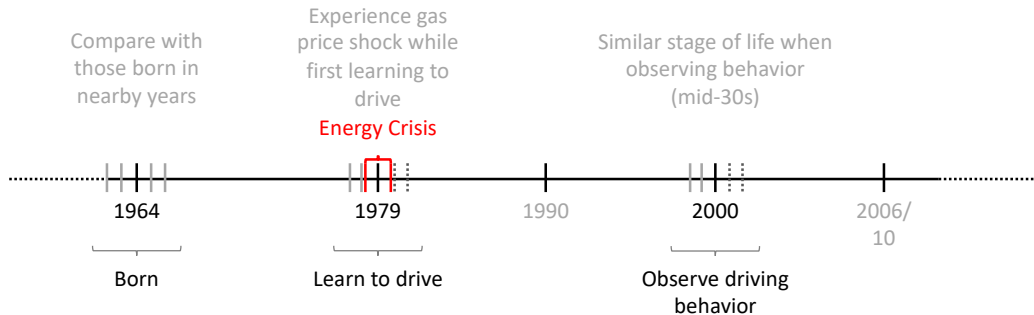 Compare with
those born in
nearby years
Experience gas
price shock while
first learning to
drive
Energy Crisis
Similar stage of life when
observing behavior
(mid-30s)
1964
1979
1990
2000
2006/
10
Born
Learn to drive
Observe driving
behavior